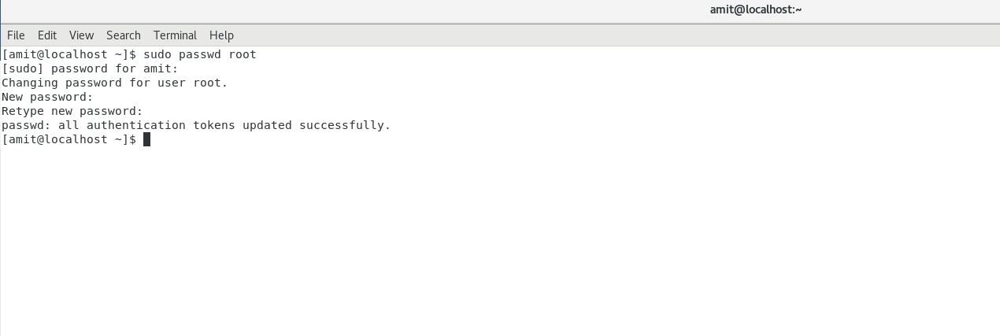 amit@localhost:~
File Edit View Search Terminal Help
[amit@localhost ~]$ sudo passwd root
[sudo] password for amit:
Changing password for user root.
New password:
Retype new password:
passwd: all authentication tokens updated successfully.
[amit@localhost ~]$